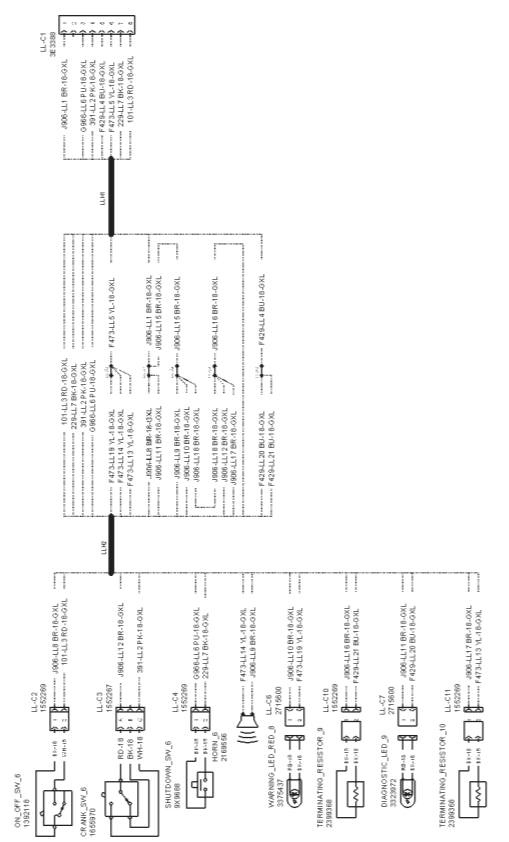 LL-C1
3E3388
1
2
3
4
5
6
7
8
J906-LL1 BR-18-GXL
G966-LL6 PU-18-GXL
391-LL2 PK-18-GXL
F429-LL4 BU-18-GXL
F473-LL5 YL-18-GXL
229-LL7 BK-18-GXL
101-LL3 RD-18-GXL
LLH1
F473-LL5 YL-18-GXL
J906-LL1 BR-18-GXL
J906-LL15 BR-18-GXL
J906-LL15 BR-18-GXL
J906-LL16 BR-18-GXL
F429-LL4 BU-18-GXL
101-LL3 RD-18-GXL
229-LL7 BK-18-GXL
391-LL2 PK-18-GXL
G966-LL6 PU-18-GXL
F473-LL19 YL-18-GXL
F473-LL14 YL-18-GXL
F473-LL13 YL-18-GXL
J906-LL8 BR-18-GXL
J906-LL11 BR-18-GXL
J906-LL9 BR-18-GXL
J906-LL10 BR-18-GXL
J906-LL18 BR-18-GXL
J906-LL18 BR-18-GXL
J906-LL12 BR-18-GXL
J906-LL17 BR-18-GXL
F429-LL20 BU-18-GXL
F429-LL21 BU-18-GXL
LLH2
J906-LL8 BR-18-GXL
101-LL3 RD-18-GXL
J906-LL12 BR-18-GXL
391-LL2 PK-18-GXL
G966-LL6 PU-18-GXL
229-LL7 BK-18-GXL
F473-LL14 YL-18-GXL
J906-LL9 BR-18-GXL
J906-LL10 BR-18-GXL
F473-LL19 YL-18-GXL
J906-LL16 BR-18-GXL
F429-LL21 BU-18-GXL
J906-LL11 BR-18-GXL
F429-LL20 BU-18-GXL
J906-LL17 BR-18-GXL
F473-LL13 YL-18-GXL
LL-C2
1552269
LL-C3
1552267
LL-C4
1552269
LL-C6
2715600
LL-C10
1552269
LL-C7
2715600
LL-C11
1552269
RD-18
BK-18
WH-18
ON_OFF_SW_6
1392118
CRANK_SW_6
1655970
SHUTDOWN_SW_6
9X9688
HORN_6
2169556
WARNING_LED_RED_8
3375437
TERMINATING_RESISTOR_9
2399368
DIAGNOSTIC_LED_9
3323972
TERMINATING_RESISTOR_10
2399368